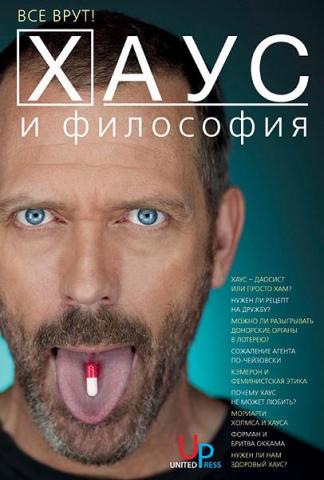 ВСЕ ВРУТ!
ХАУС
и философия
ХАУС – ДАОСИСТ
ИЛИ ПРОСТО ХАМ?
НУЖЕН ЛИ РЕЦЕПТ
НА ДРУЖБУ?
МОЖНО ЛИ РАЗЫГРЫВАТЬ
ДОНОРСКИЕ ОРГАНЫ
В ЛОТЕРЕЮ?
СОЖАЛЕНИЕ АГЕНТА
ПО-ЧЕЙЗОВСКИ
КЭМЕРОН И
ФЕМИНИСТСКАЯ ЭТИКА
ПОЧЕМУ ХАУС
НЕ МОЖЕТ ЛЮБИТЬ?
МОРИАРТИ
ХОЛМСА И ХАУСА
ФОРМАН И
БРИТВА ОККАМА
НУЖЕН ЛИ НАМ
ЗДОРОВЫЙ ХАУС?
Up
UNITED PRESS